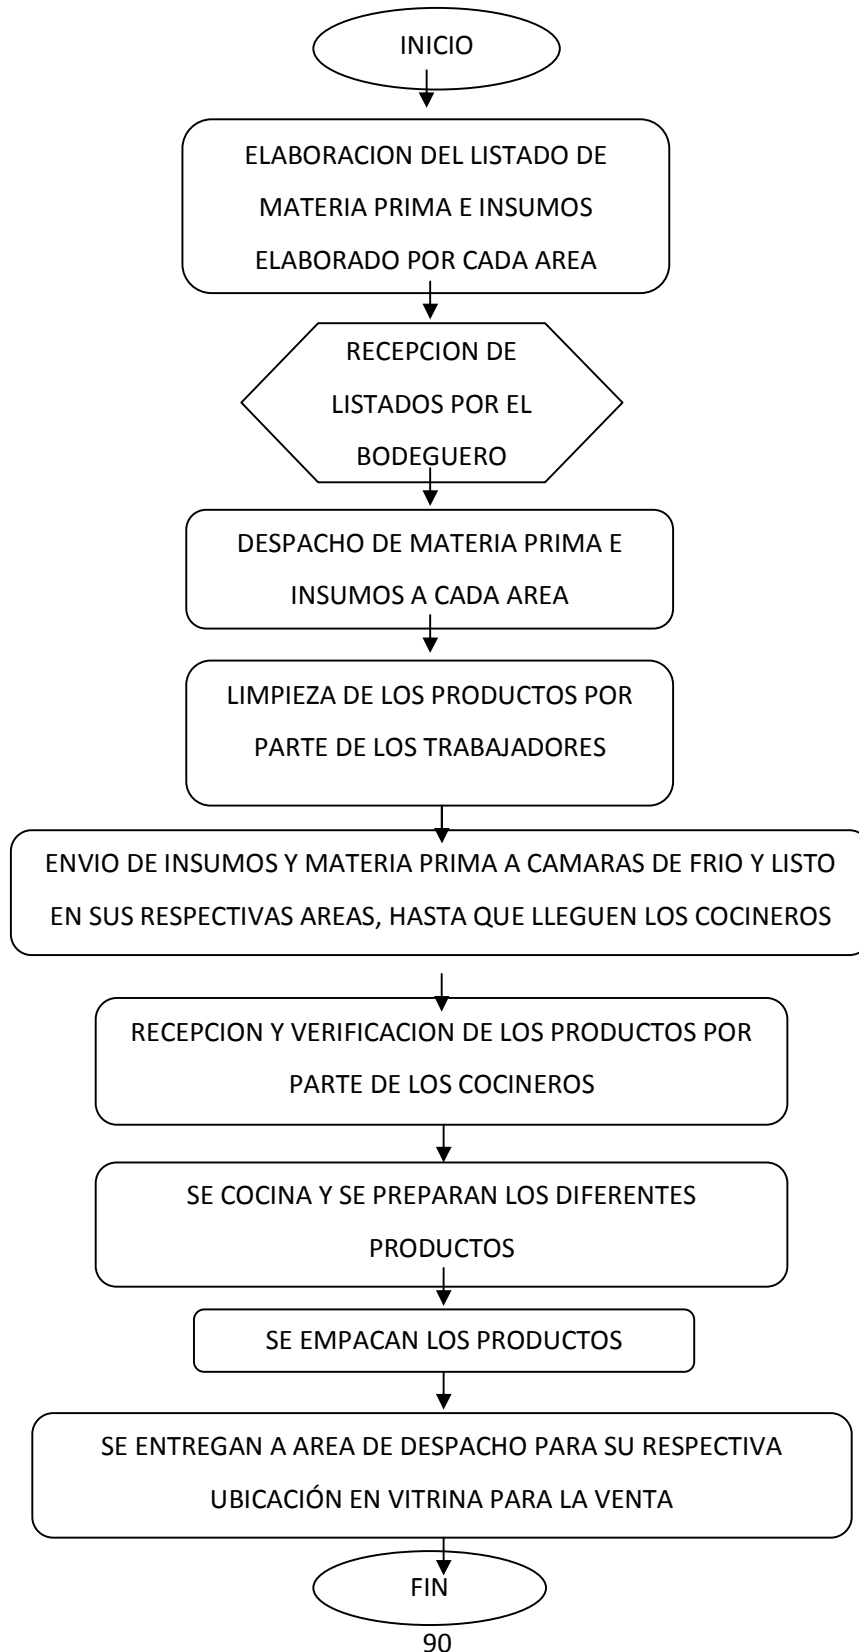 INICIO
ELABORACION DEL LISTADO DE
MATERIA PRIMA E INSUMOS
ELABORADO POR CADA AREA
RECEPCION DE
LISTADOS POR EL
BODEGUERO
DESPACHO DE MATERIA PRIMA E
INSUMOS A CADA AREA
LIMPIEZA DE LOS PRODUCTOS POR
PARTE DE LOS TRABAJADORES
ENVIO DE INSUMOS Y MATERIA PRIMA A CAMARAS DE FRIO Y LISTO
EN SUS RESPECTIVAS AREAS, HASTA QUE LLEGUEN LOS COCINEROS
RECEPCION Y VERIFICACION DE LOS PRODUCTOS POR
PARTE DE LOS COCINEROS
SE COCINA Y SE PREPARAN LOS DIFERENTES
PRODUCTOS
SE EMPACAN LOS PRODUCTOS
SE ENTREGAN A AREA DE DESPACHO PARA SU RESPECTIVA
UBICACIÓN EN VITRINA PARA LA VENTA
FIN
90